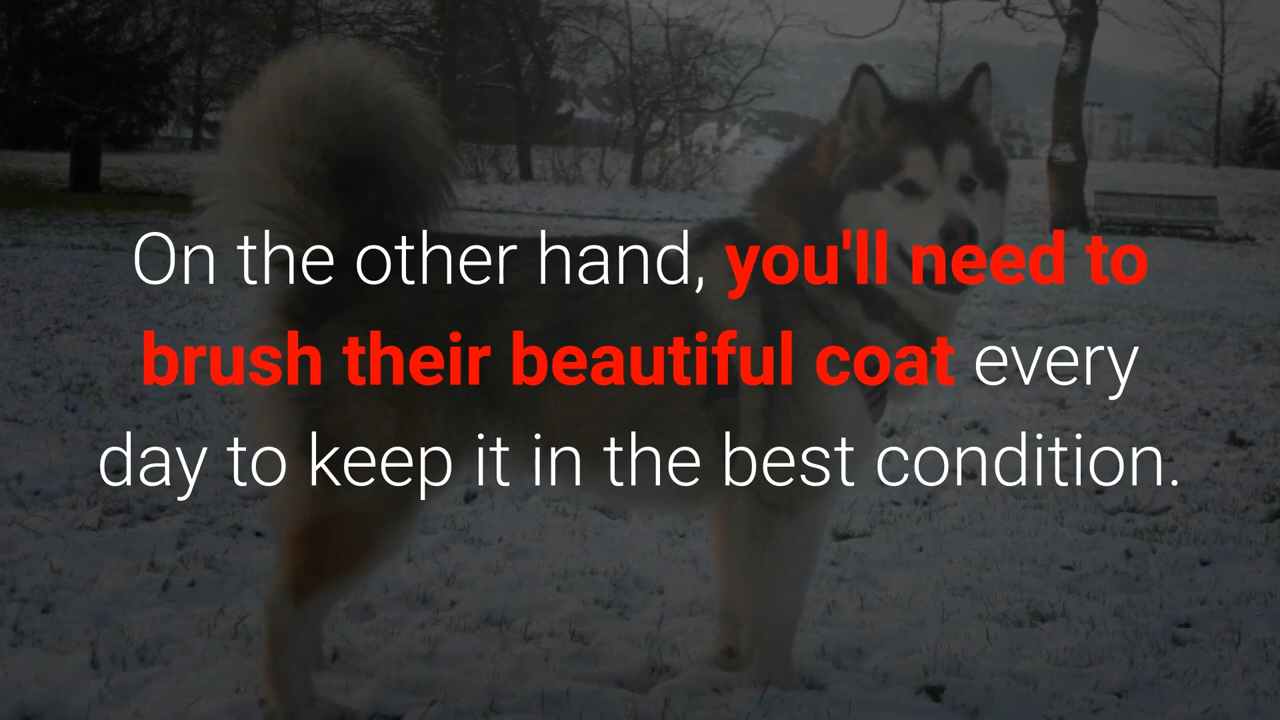 On the other hand, you'll need to
brush their beautiful coat every
day to keep it in the best condition.